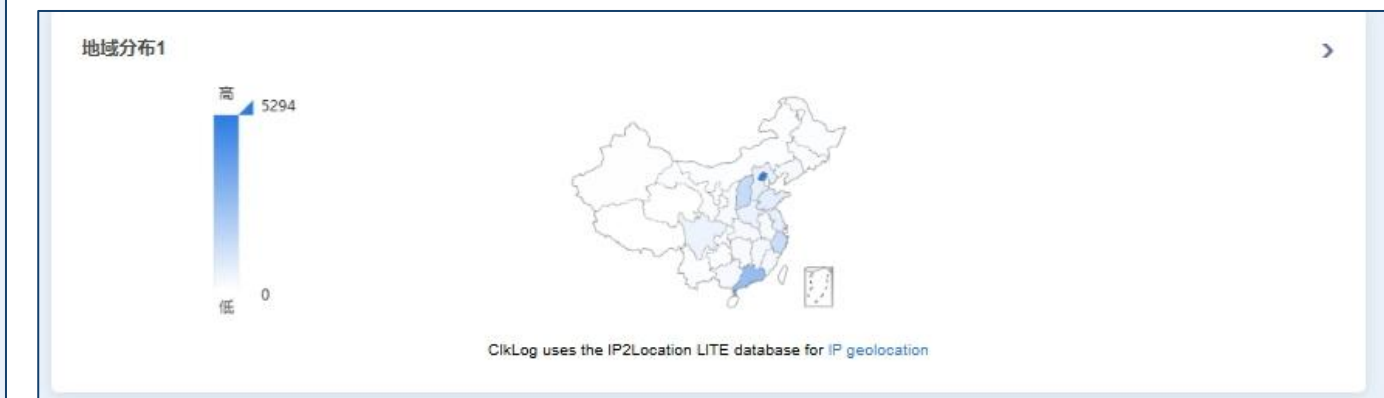 地域分布1
高
5294
0
低
ClkLog uses the IP2Location LITE database for IP geolocation